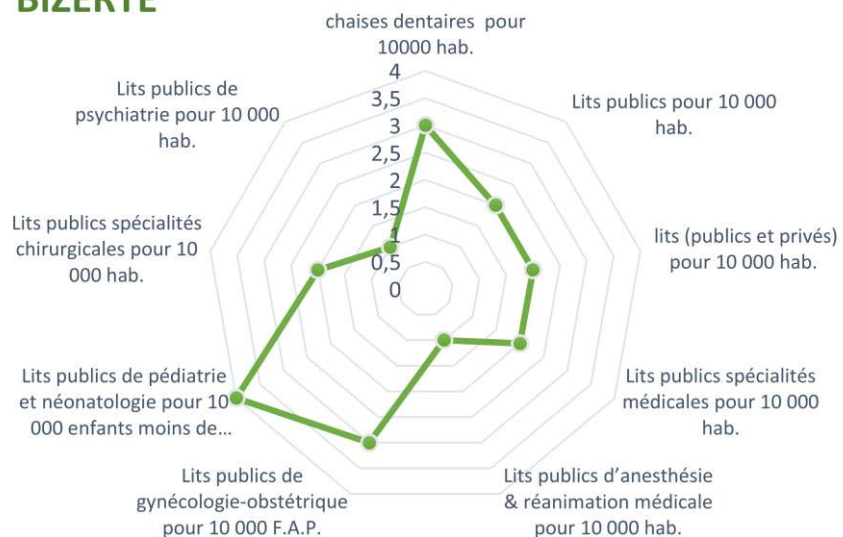 BIZERTE
chaises dentaires pour
10000 hab.
4
3,5
3
2,5
2
1,5
1
0,5
0
Lits publics pour 10 000
hab.
lits (publics et privés)
pour 10 000 hab.
Lits publics spécialités
médicales pour 10 000
hab.
Lits publics d’anesthésie
& réanimation médicale
pour 10 000 hab.
Lits publics de
gynécologie-obstétrique
pour 10 000 F.A.P.
Lits publics de pédiatrie
et néonatologie pour 10
000 enfants moins de…
Lits publics spécialités
chirurgicales pour 10
000 hab.
Lits publics de
psychiatrie pour 10 000
hab.